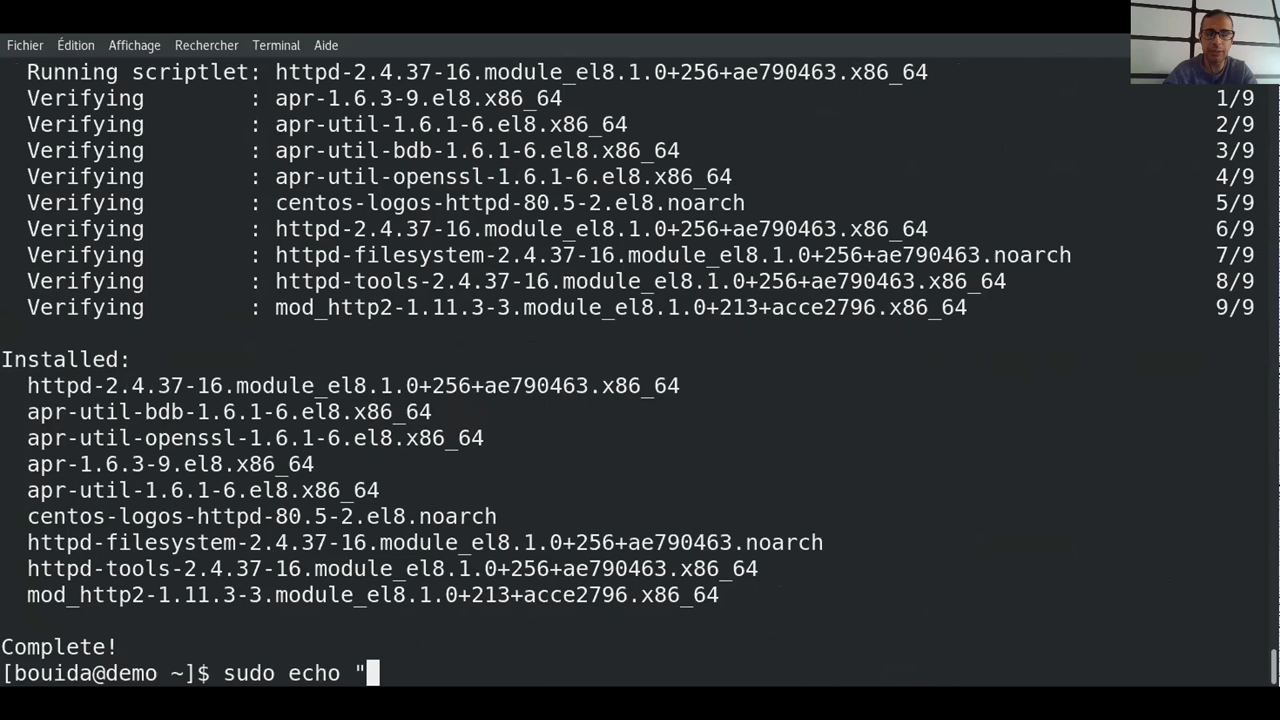 Fichier Édition Affichage Rechercher Terminal Aide
Running scriptlet: httpd-2.4.37-16.module_el8.1.0+256+ae790463.x86_64
Verifying : apr-1.6.3-9.el8.x86_64 1/9
Verifying : apr-util-1.6.1-6.el8.x86_64 2/9
Verifying : apr-util-bdb-1.6.1-6.el8.x86_64 3/9
Verifying : apr-util-openssl-1.6.1-6.el8.x86_64 4/9
Verifying : centos-logos-httpd-80.5-2.el8.noarch 5/9
Verifying : httpd-2.4.37-16.module_el8.1.0+256+ae790463.x86_64 6/9
Verifying : httpd-filesystem-2.4.37-16.module_el8.1.0+256+ae790463.noarch 7/9
Verifying : httpd-tools-2.4.37-16.module_el8.1.0+256+ae790463.x86_64 8/9
Verifying : mod_http2-1.11.3-3.module_el8.1.0+213+acce2796.x86_64 9/9
Installed:
httpd-2.4.37-16.module_el8.1.0+256+ae790463.x86_64
apr-util-bdb-1.6.1-6.el8.x86_64
apr-util-openssl-1.6.1-6.el8.x86_64
apr-1.6.3-9.el8.x86_64
apr-util-1.6.1-6.el8.x86_64
centos-logos-httpd-80.5-2.el8.noarch
httpd-filesystem-2.4.37-16.module_el8.1.0+256+ae790463.noarch
httpd-tools-2.4.37-16.module_el8.1.0+256+ae790463.x86_64
mod_http2-1.11.3-3.module_el8.1.0+213+acce2796.x86_64
Complete!
[bouida@demo ~]$ sudo echo "